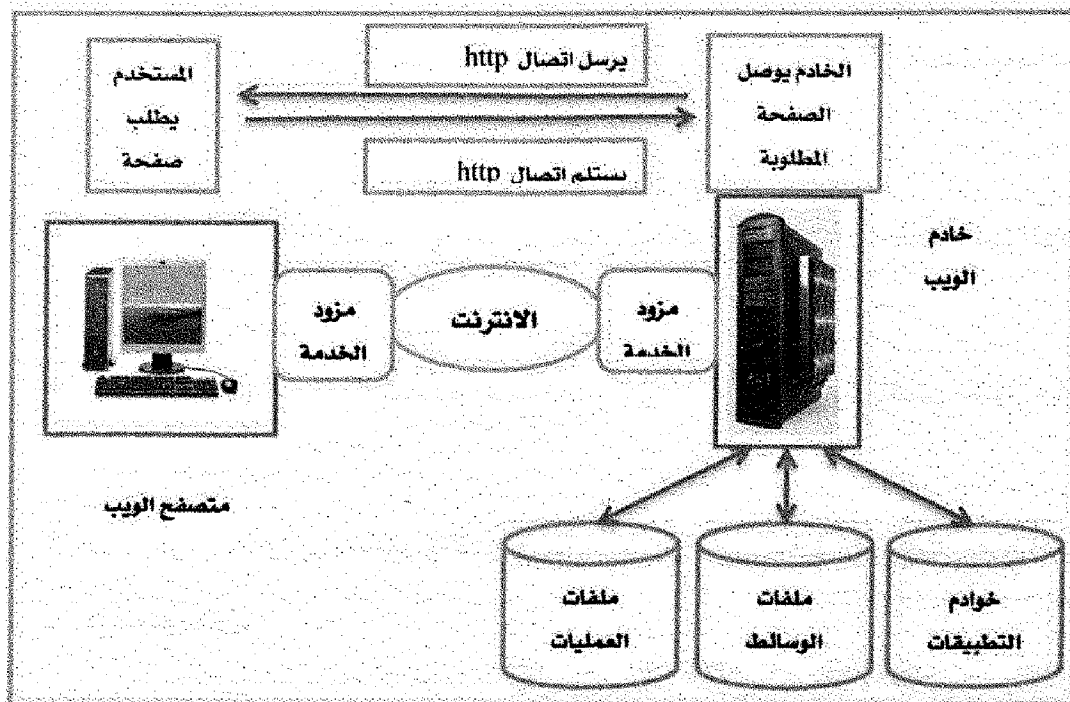 المستخدم
يطلب
صفحة
يرسل اتصال http
يستلم اتصال http
الخادم يوصل
الصفحة
المطلوبة
خادم
الويب
مزود
الخدمة
الانترنت
مزود
الخدمة
متصفح الويب
خوادم
التطبيقات
ملفات
الوسائط
ملفات
العمليات